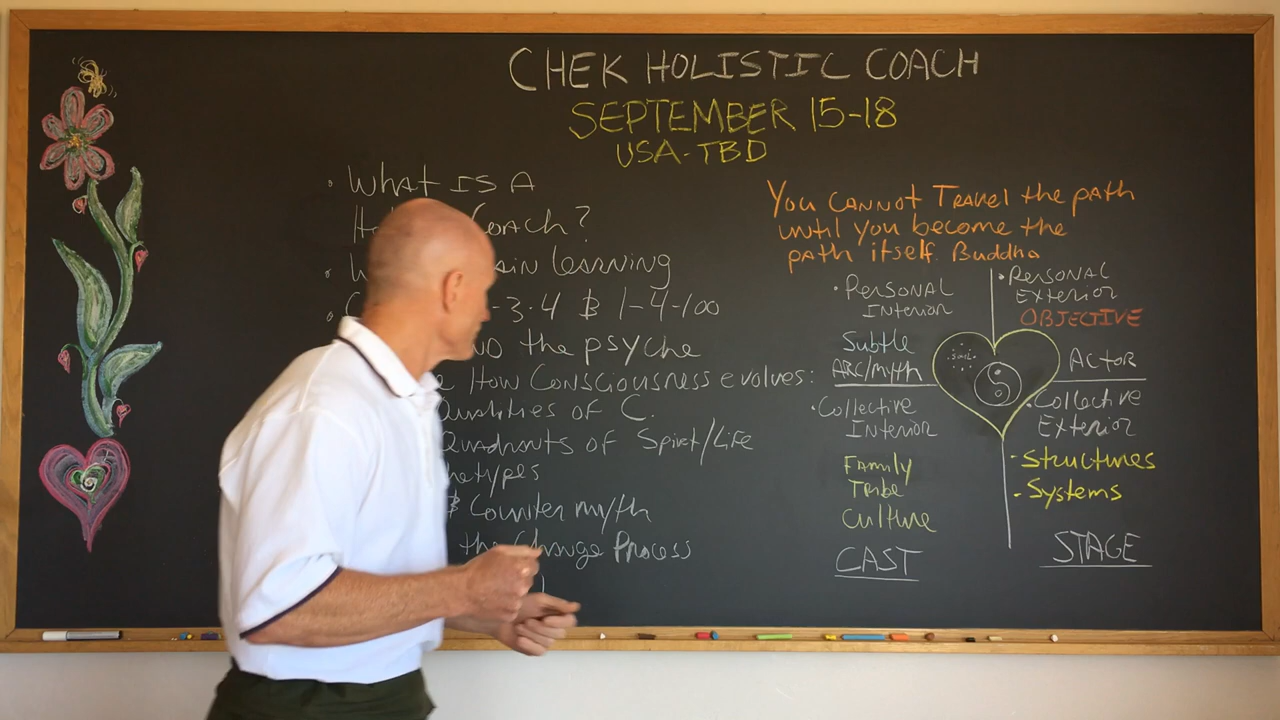 CHEK HOLISTIC COACH
SEPTEMBER 15-18
USA-TBD
• What IS A
Coach?
learning
-3-4 $ 1-4-100
the psyche
How Consciousness evolves:
Qualities of C.
Quadrants of Spirit/Life
& Counter myth
the Change Process
You cannot Travel the path
until you become the
path itself. Buddha
• Personal
Interior
Subtle
ARC/myth
• Collective
Interior
Family
Tribe
Culture
CAST
• Personal
Exterior
OBJECTIVE
ACTOR
• Collective
Exterior
- Structures
- Systems
STAGE